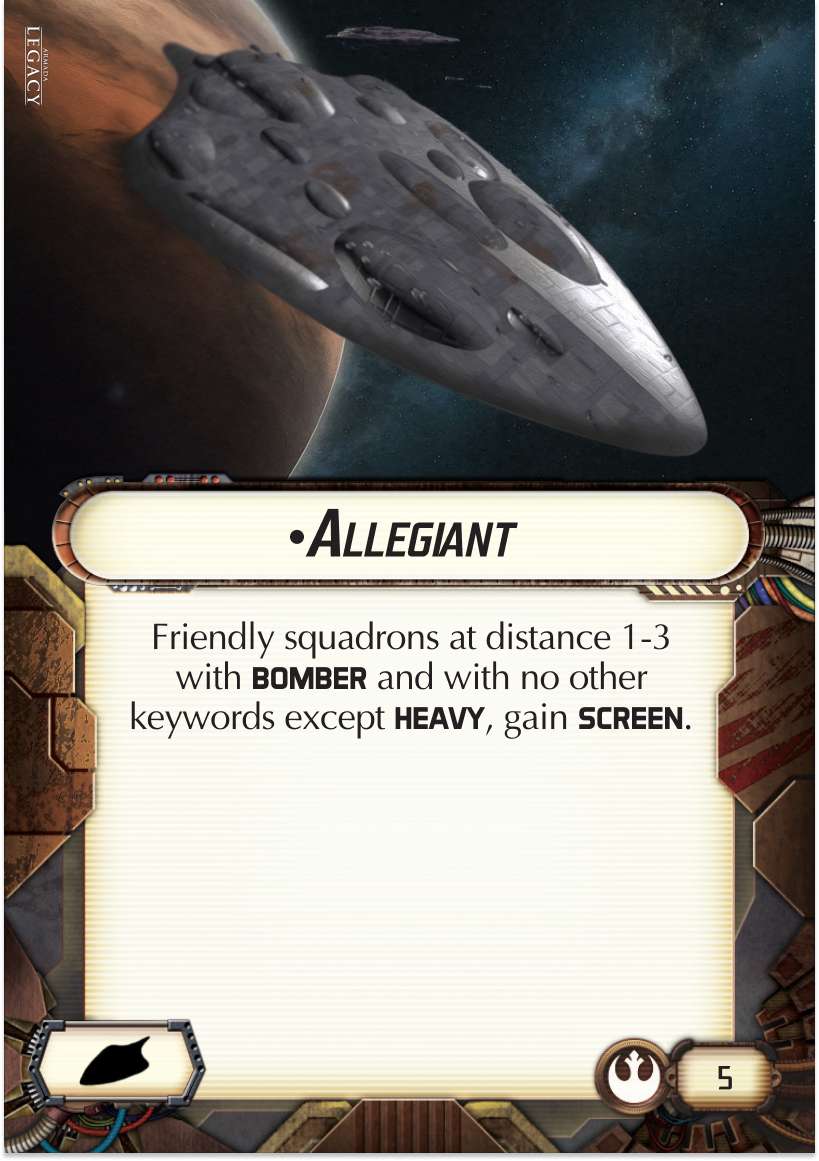 ARMADA
LEGACY
•Allegiant
Friendly squadrons at distance 1-3
with BOMBER and with no other
keywords except HEAVY, gain SCREEN.
5